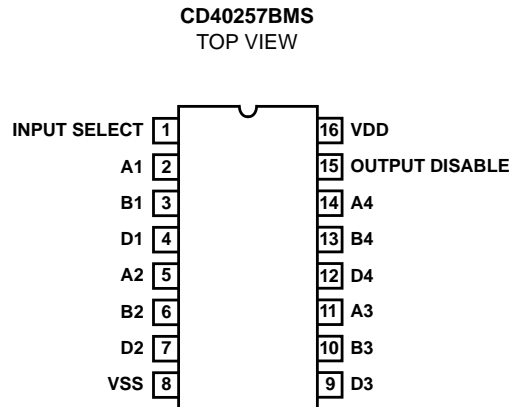 CD40257BMS
TOP VIEW
INPUT SELECT 1 16 VDD
A1 2 15 OUTPUT DISABLE
B1 3 14 A4
D1 4 13 B4
A2 5 12 D4
B2 6 11 A3
D2 7 10 B3
VSS 8 9 D3